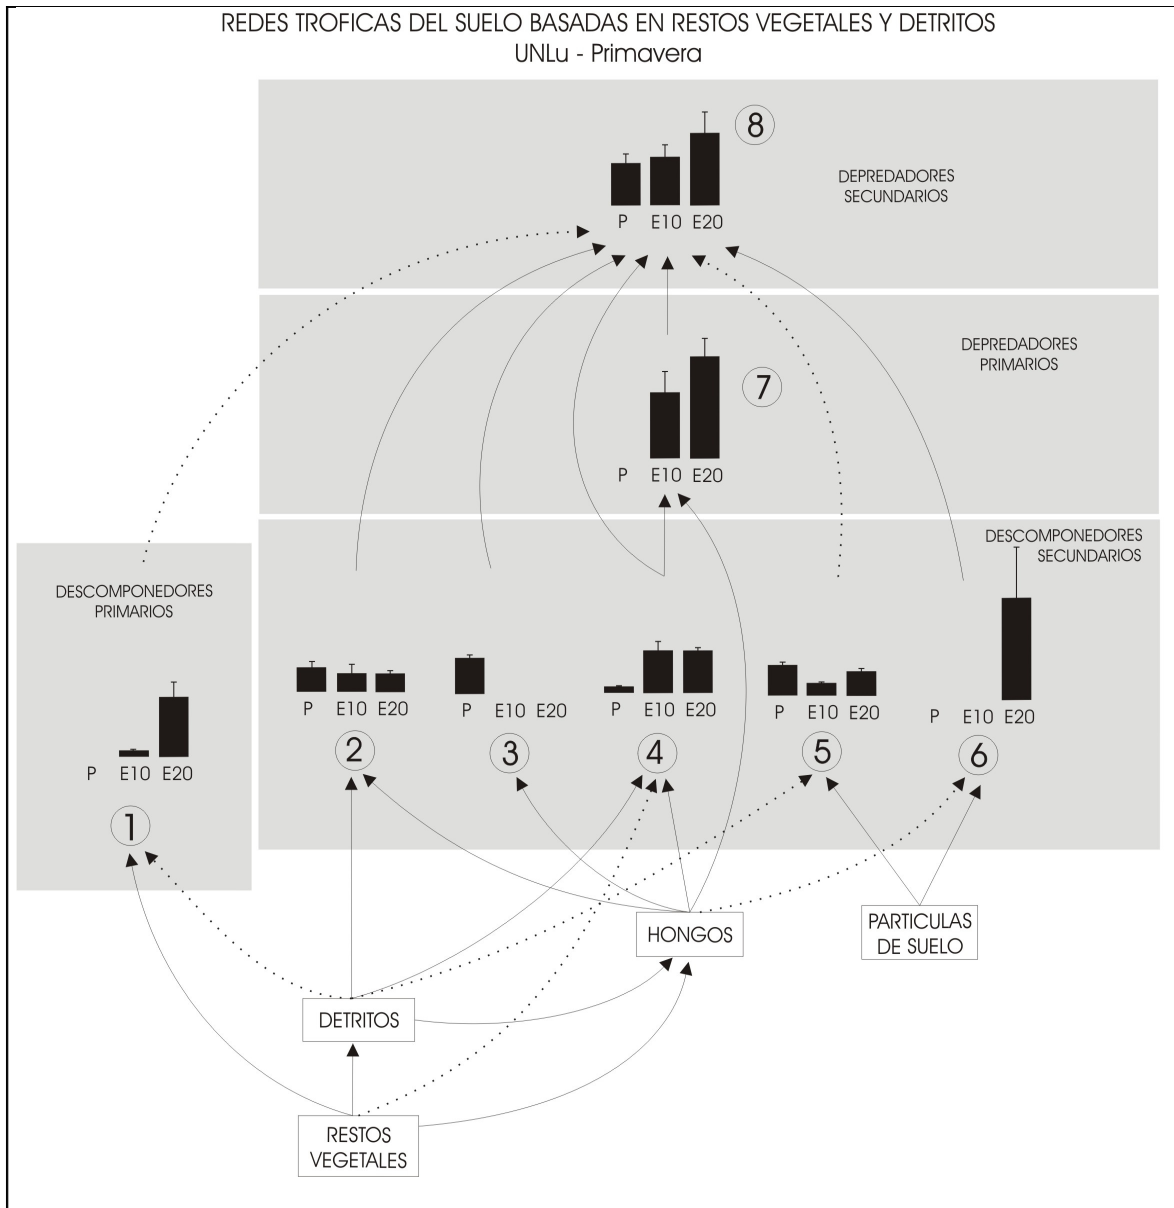 REDES TROFICAS DEL SUELO BASADAS EN RESTOS VEGETALES Y DETRITOS
UNLu - Primavera
8
DEPREDADORES
SECUNDARIOS
P E10 E20
DEPREDADORES
PRIMARIOS
7
P E10 E20
DESCOMPONEDORES
SECUNDARIOS
DESCOMPONEDORES
PRIMARIOS
P E10 E20
P E10 E20
P E10 E20
P E10 E20
P E10 E20
2
3
4
5
6
P E10 E20
1
HONGOS
PARTICULAS
DE SUELO
DETRITOS
RESTOS
VEGETALES